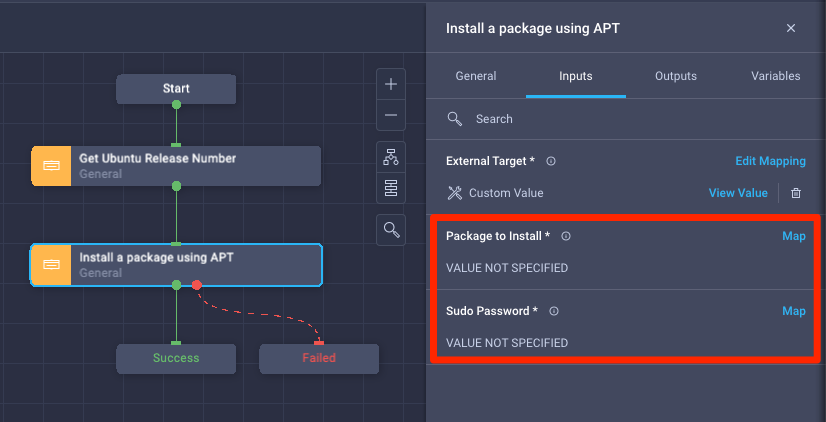 Start
Get Ubuntu Release Number
General
Install a package using APT
General
Success
Failed
Install a package using APT
General
Inputs
Outputs
Variables
Search
External Target *
Edit Mapping
Custom Value
View Value
Package to Install *
Map
VALUE NOT SPECIFIED
Sudo Password *
Map
VALUE NOT SPECIFIED